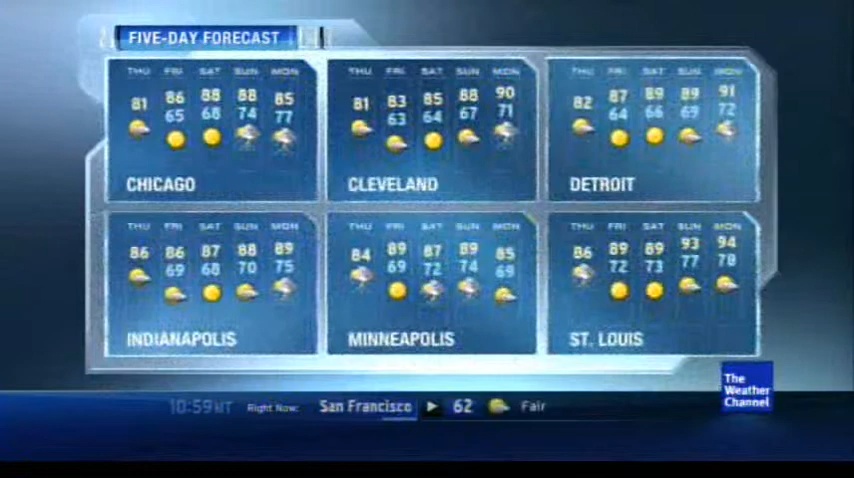 FIVE-DAY FORECAST
THU FRI SAT SUN MON
81 86 88 88 85
65 68 74 77
CHICAGO
THU FRI SAT SUN MON
81 83 85 88 90
63 64 67 71
CLEVELAND
THU FRI SAT SUN MON
82 87 89 89 91
64 66 69 72
DETROIT
THU FRI SAT SUN MON
86 86 87 88 89
69 68 70 75
INDIANAPOLIS
THU FRI SAT SUN MON
84 89 87 89 85
69 72 74 69
MINNEAPOLIS
THU FRI SAT SUN MON
86 89 89 93 94
72 73 77 78
ST. LOUIS
The
Weather
Channel
10:59 MT Right Now: San Francisco 62 Fair